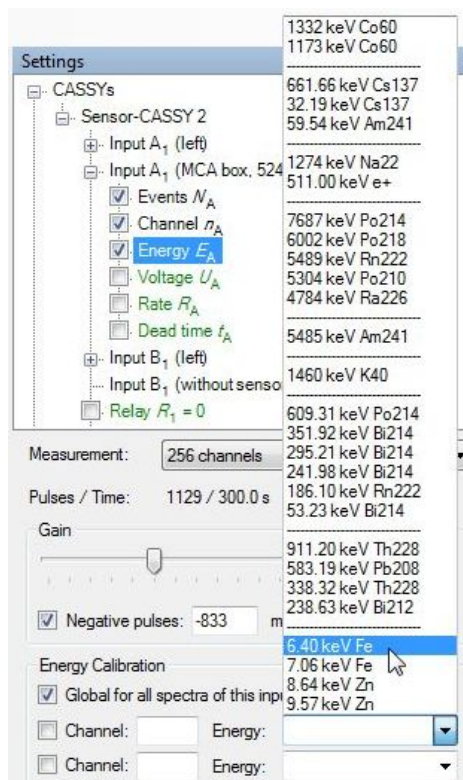 Settings
CASSYs
Sensor-CASSY 2
Input A1 (left)
Input A1 (MCA box, 524
Events NA
Channel nA
Energy EA
Voltage UA
Rate RA
Dead time tA
Input B1 (left)
Input B1 (without senso
Relay R1 = 0
Measurement: 256 channels
Pulses / Time: 1129 / 300.0 s
Gain
Negative pulses: -833 m
Energy Calibration
Global for all spectra of this inpu
Channel: Energy:
Channel: Energy:
1332 keV Co60
1173 keV Co60
661.66 keV Cs137
32.19 keV Cs137
59.54 keV Am241
1274 keV Na22
511.00 keV e+
7687 keV Po214
6002 keV Po218
5489 keV Rn222
5304 keV Po210
4784 keV Ra226
5485 keV Am241
1460 keV K40
609.31 keV Po214
351.92 keV Bi214
295.21 keV Bi214
241.98 keV Bi214
186.10 keV Rn222
53.23 keV Bi214
911.20 keV Th228
583.19 keV Pb208
338.32 keV Th228
238.63 keV Bi212
6.40 keV Fe
7.06 keV Fe
8.64 keV Zn
9.57 keV Zn